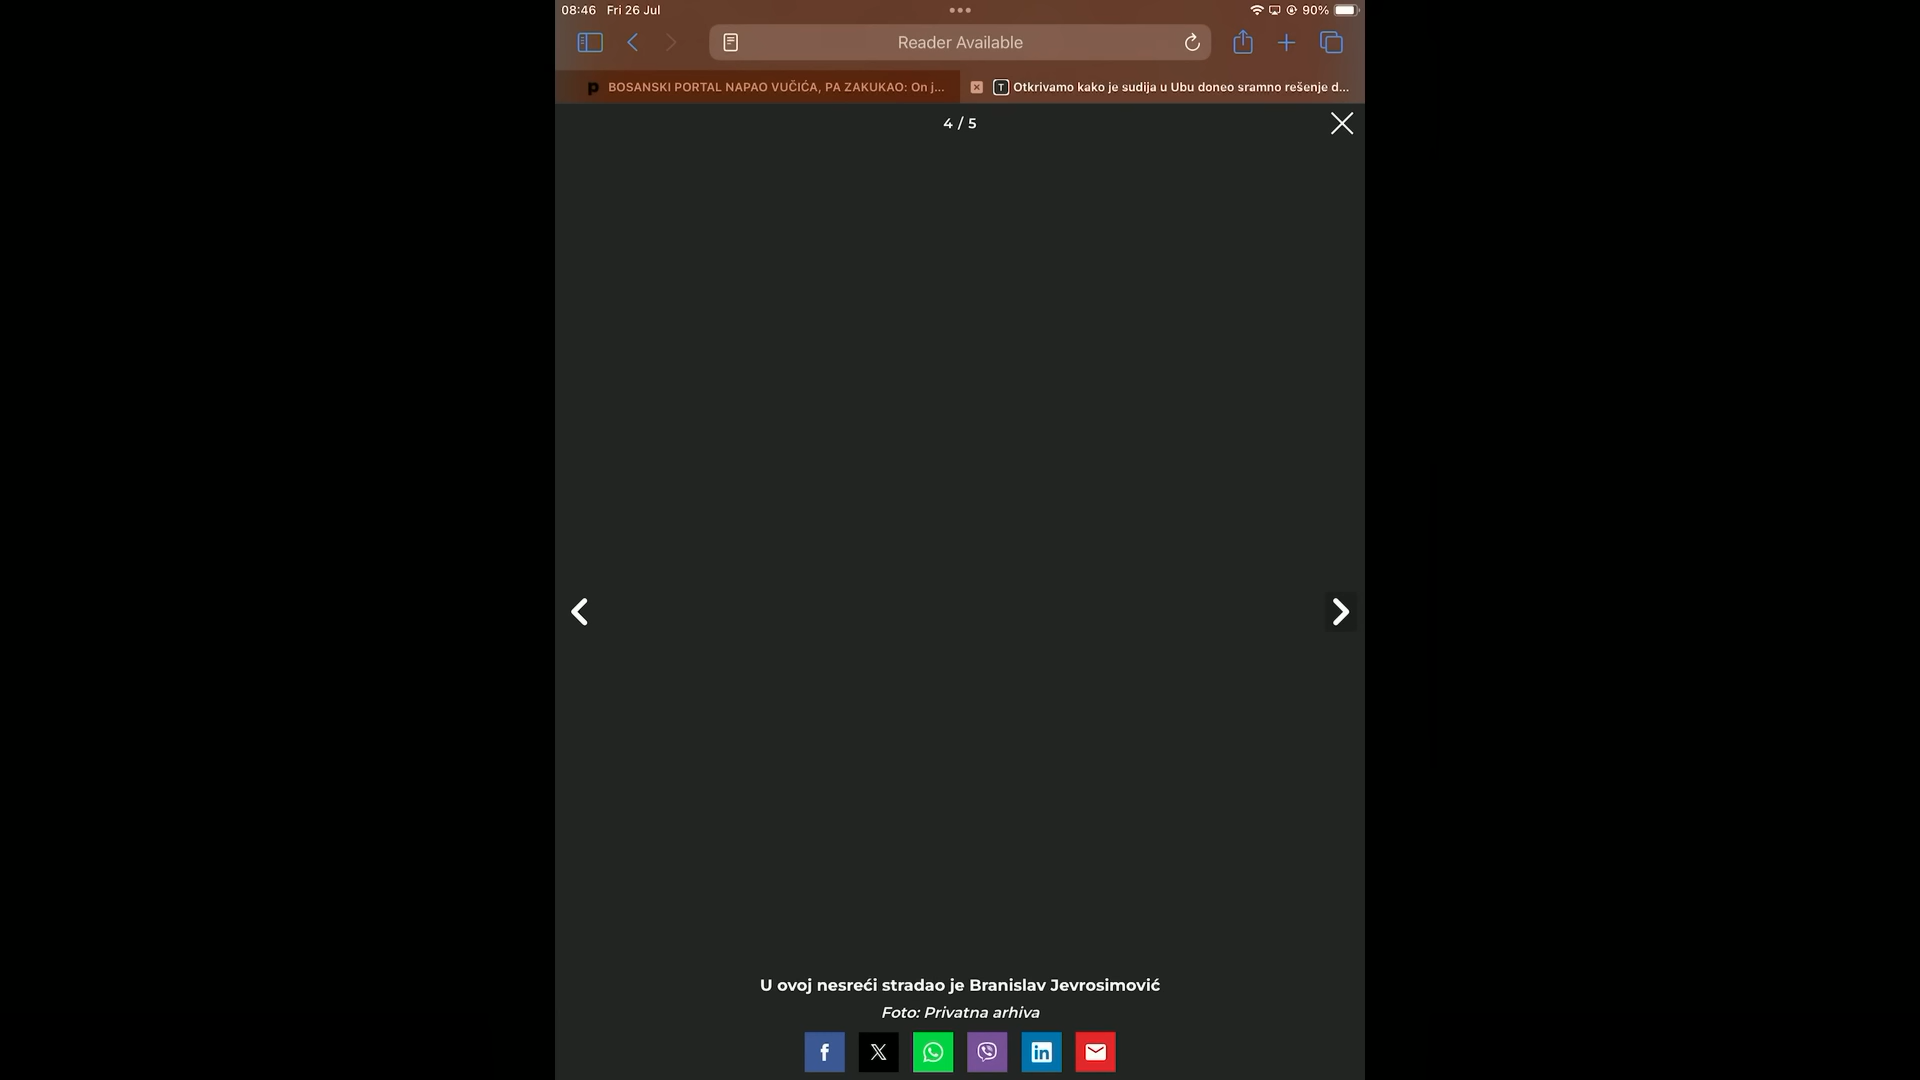 08:46 Fri 26 Jul
90%
Reader Available
BOSANSKI PORTAL NAPAO VUČIĆA, PA ZAKUKAO: On j...
Otkrivamo kako je sudija u Ubu doneo sramno rešenje d...
4 / 5
U ovoj nesreći stradao je Branislav Jevrosimović
Foto: Privatna arhiva